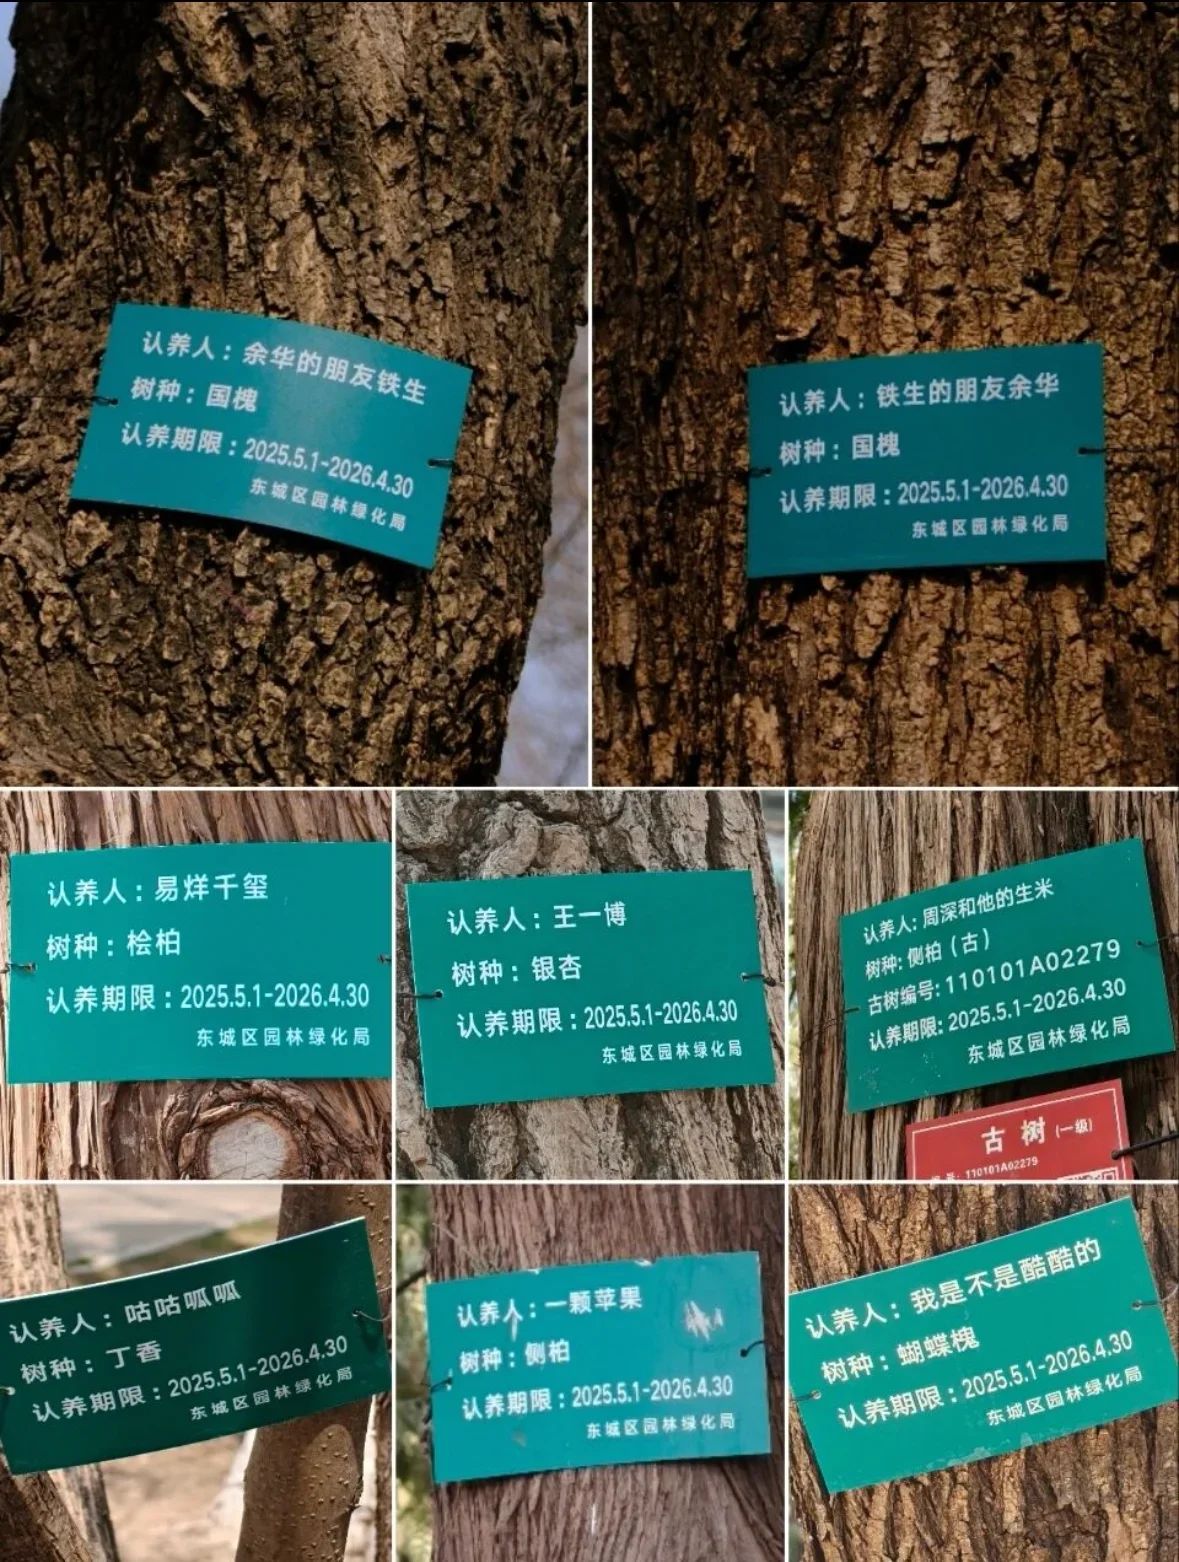 认养人：余华的朋友铁生
树种：国槐
认养期限：2025.5.1-2026.4.30
东城区园林绿化局
认养人：铁生的朋友余华
树种：国槐
认养期限：2025.5.1-2026.4.30
东城区园林绿化局
认养人：易烊千玺
树种：桧柏
认养期限：2025.5.1-2026.4.30
东城区园林绿化局
认养人：王一博
树种：银杏
认养期限：2025.5.1-2026.4.30
东城区园林绿化局
认养人：周深和他的生米
树种：侧柏（古）
古树编号：110101A02279
认养期限：2025.5.1-2026.4.30
东城区园林绿化局
古树（一级）
110101A02279
认养人：咕咕呱呱
树种：丁香
认养期限：2025.5.1-2026.4.30
东城区园林绿化局
认养人：一颗苹果
树种：侧柏
认养期限：2025.5.1-2026.4.30
东城区园林绿化局
认养人：我是不是酷酷的
树种：蝴蝶槐
认养期限：2025.5.1-2026.4.30
东城区园林绿化局